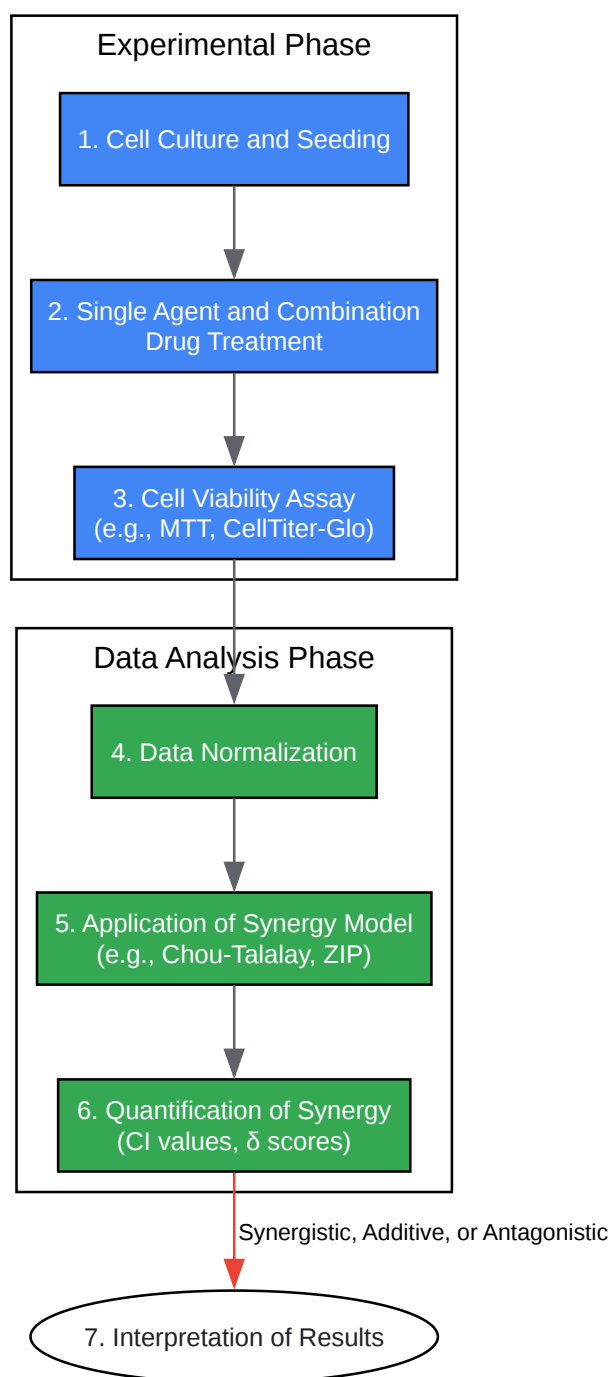 Experimental Phase
1. Cell Culture and Seeding
2. Single Agent and Combination
Drug Treatment
3. Cell Viability Assay
(e.g., MTT, CellTiter-Glo)
Data Analysis Phase
4. Data Normalization
5. Application of Synergy Model
(e.g., Chou-Talalay, ZIP)
6. Quantification of Synergy
(CI values, δ scores)
Synergistic, Additive, or Antagonistic
7. Interpretation of Results